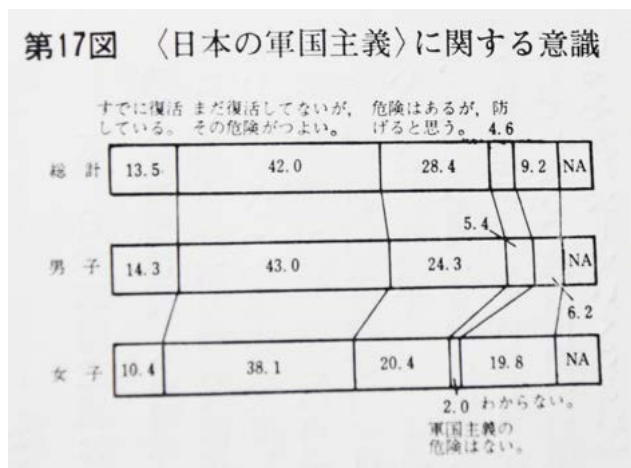 第17図 〈日本の軍国主義〉に関する意識
すでに復活 まだ復活してないが, 危険はあるが, 防
している。 その危険がつよい。 げると思う。 4.6
総計 13.5 42.0 28.4 9.2 NA
5.4
男子 14.3 43.0 24.3 NA
6.2
女子 10.4 38.1 20.4 19.8 NA
2.0 わからない。
軍国主義の
危険はない。